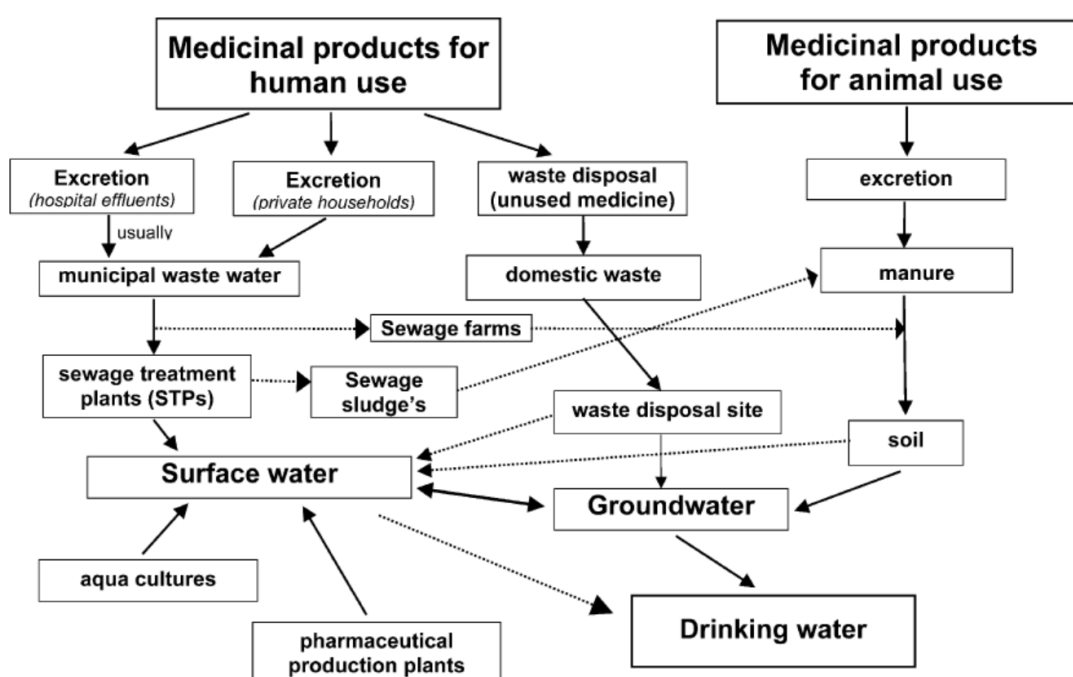 Medicinal products for
human use
Medicinal products
for animal use
Excretion
(hospital effluents)
Excretion
(private households)
waste disposal
(unused medicine)
excretion
usually
municipal waste water
domestic waste
manure
Sewage farms
sewage treatment
plants (STPs)
Sewage
sludge's
waste disposal site
soil
Surface water
Groundwater
aqua cultures
Drinking water
pharmaceutical
production plants